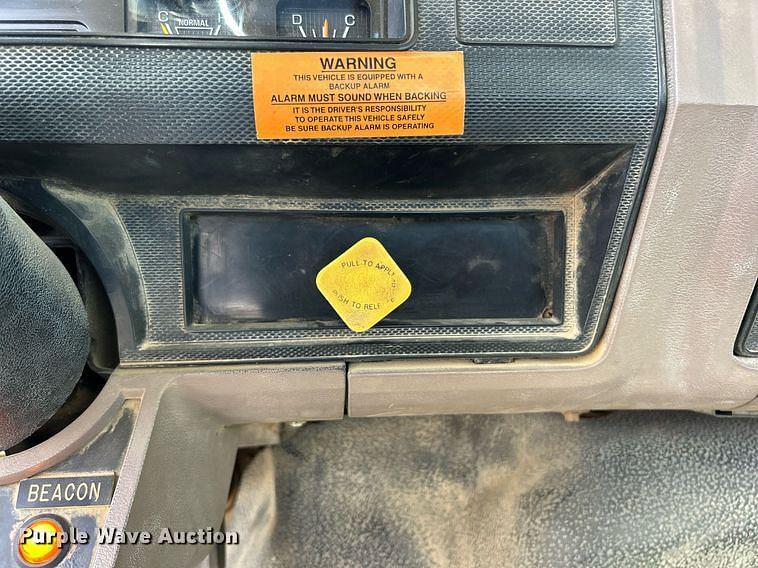 C
NORMAL
D
C
WARNING
THIS VEHICLE IS EQUIPPED WITH A
BACKUP ALARM
ALARM MUST SOUND WHEN BACKING
IT IS THE DRIVER'S RESPONSIBILITY
TO OPERATE THIS VEHICLE SAFELY
BE SURE BACKUP ALARM IS OPERATING
PULL TO APPLY
TO RELE
BEACON
Purple Wave Auction